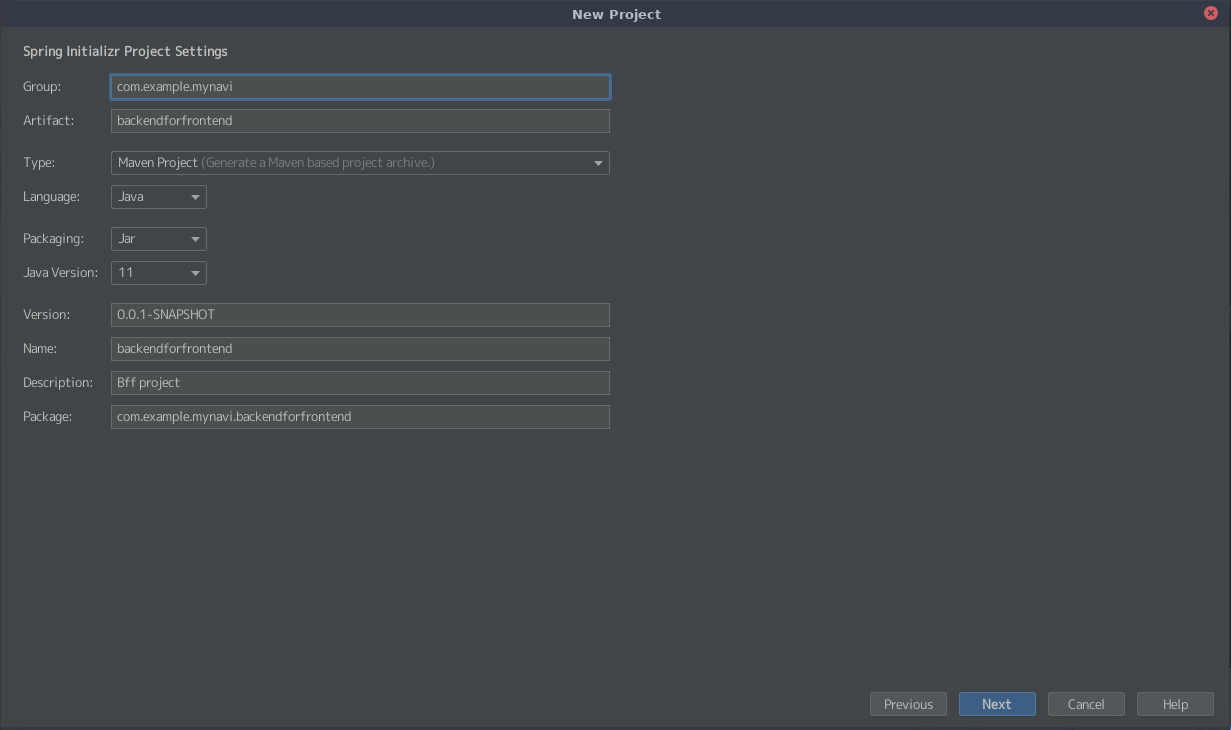 New Project
Spring Initializr Project Settings
Group: com.example.mynavi
Artifact: backendforfrontend
Type: Maven Project (Generate a Maven based project archive.)
Language: Java
Packaging: Jar
Java Version: 11
Version: 0.0.1-SNAPSHOT
Name: backendforfrontend
Description: Bff project
Package: com.example.mynavi.backendforfrontend
Previous Next Cancel Help